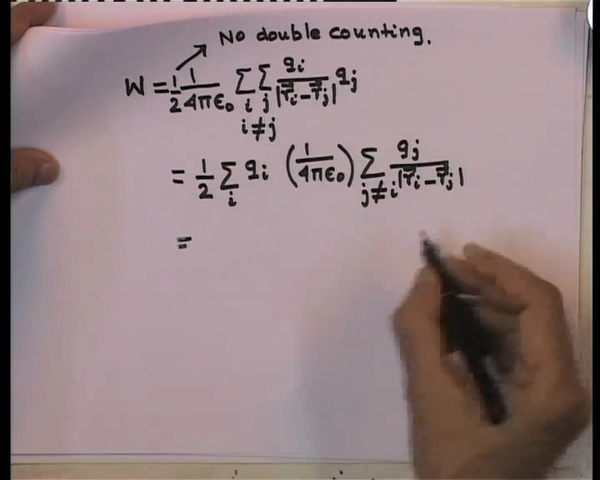 No double counting.
W = 1/2 1/4πε₀ Σ_i Σ_j q_i/|r⃗_i − r⃗_j| q_j
i ≠ j
= 1/2 Σ_i q_i (1/4πε₀) Σ_{j≠i} q_j/|r⃗_i − r⃗_j|
=